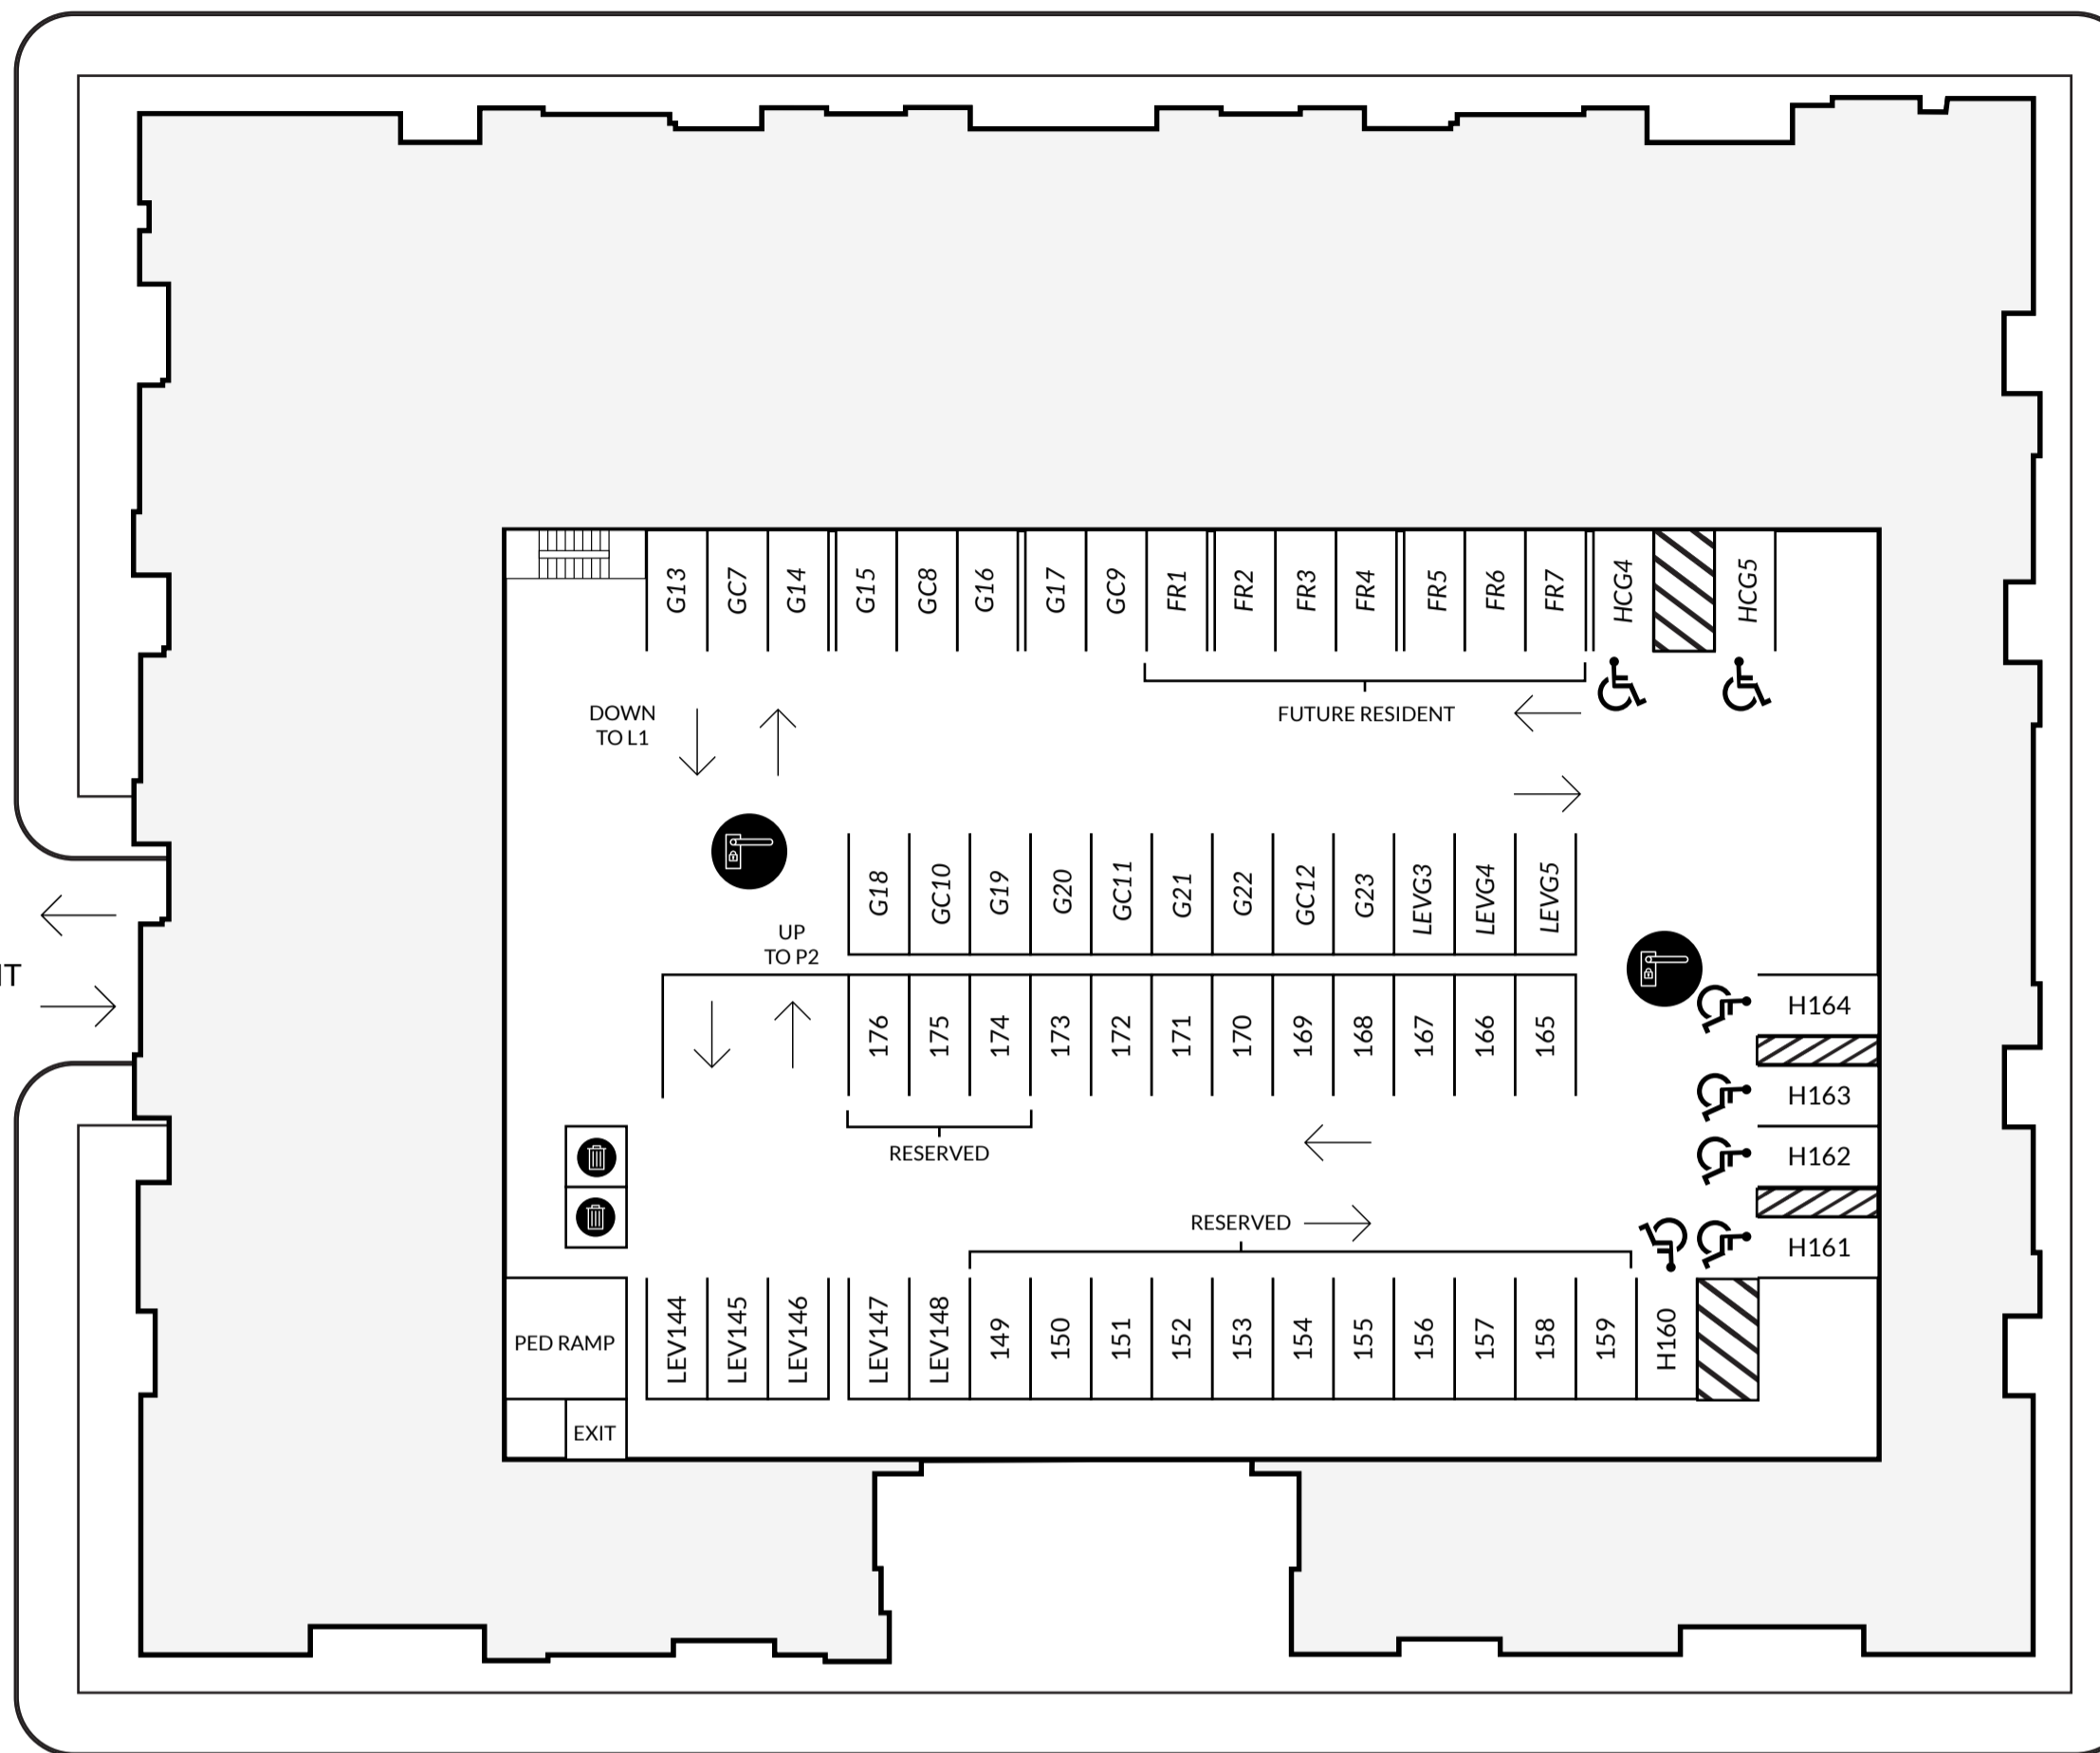 G13
GC7
G14
G15
GC8
G16
G17
GC9
FR1
FR2
FR3
FR4
FR5
FR6
FR7
HCG4
HCG5
DOWN
TO L1
FUTURE RESIDENT
G18
GC10
G19
G20
GC11
G21
G22
GC12
G23
LEVG3
LEVG4
LEVG5
UP
TO P2
IT
176
175
174
173
172
171
170
169
168
167
166
165
H164
H163
H162
H161
RESERVED
RESERVED
PED RAMP
LEV144
LEV145
LEV146
LEV147
LEV148
149
150
151
152
153
154
155
156
157
158
159
H160
EXIT